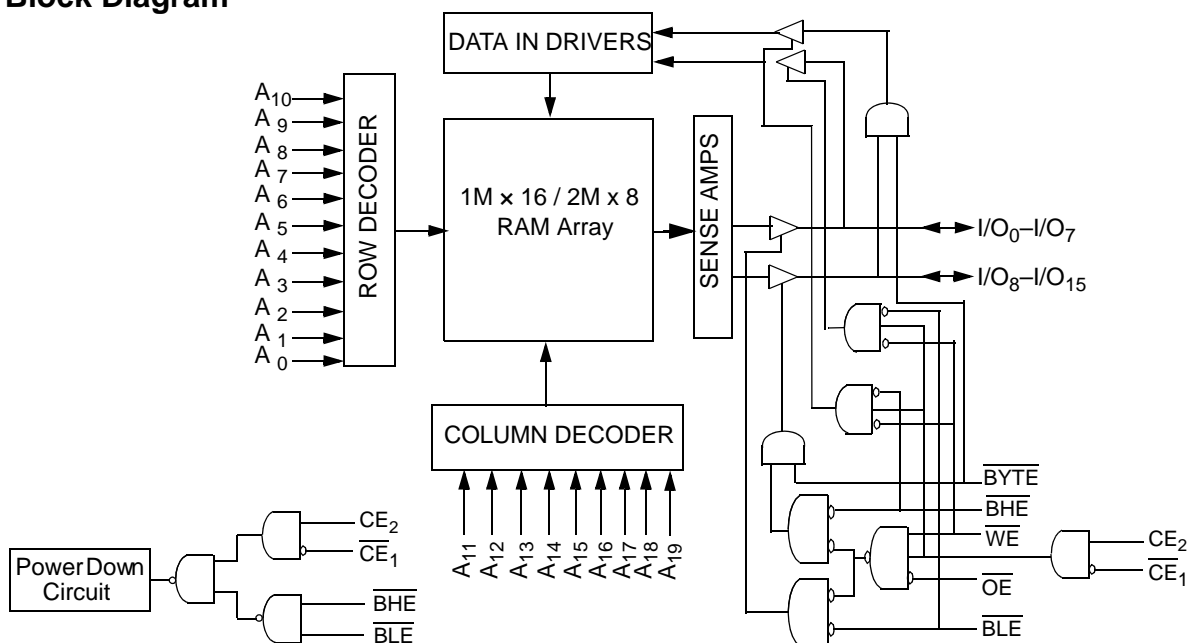 Block Diagram
DATA IN DRIVERS
A10
A9
A8
A7
A6
A5
A4
A3
A2
A1
A0
ROW DECODER
1M × 16 / 2M x 8
RAM Array
SENSE AMPS
I/O0–I/O7
I/O8–I/O15
COLUMN DECODER
A11
A12
A13
A14
A15
A16
A17
A18
A19
BYTE
BHE
WE
CE2
CE1
OE
BLE
CE2
CE1
Power Down
Circuit
BHE
BLE